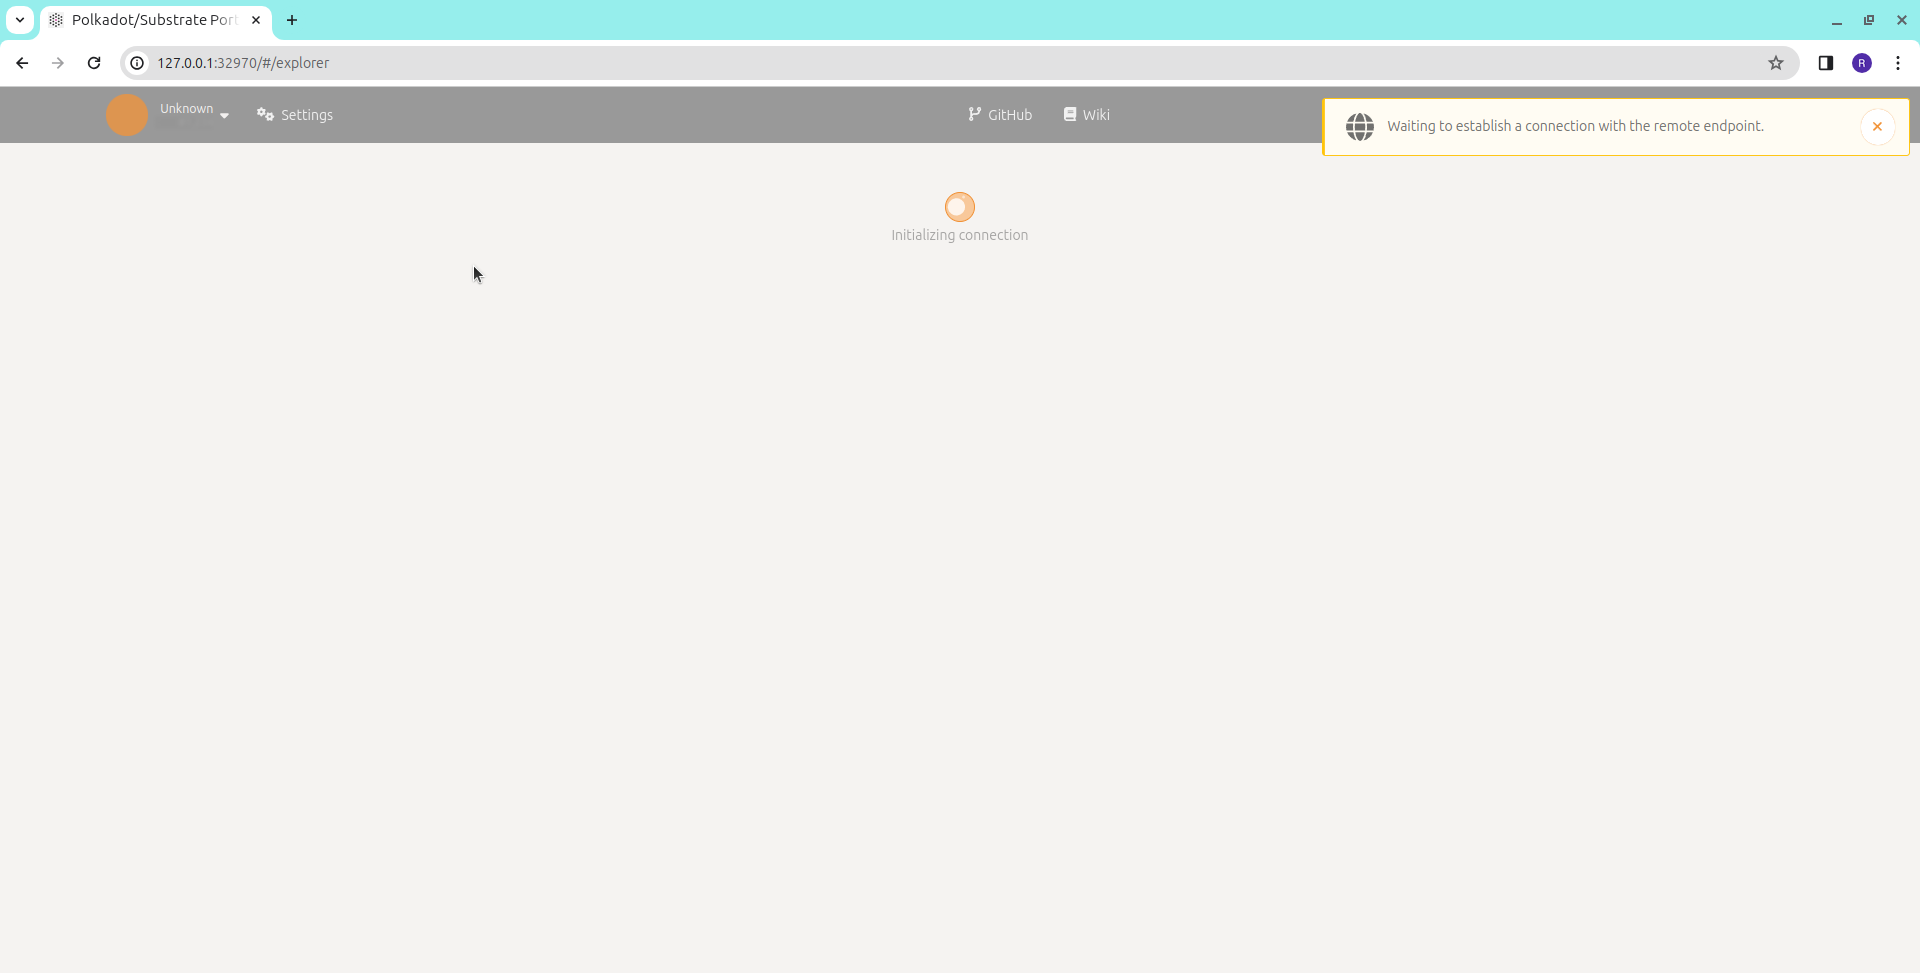 Polkadot/Substrate Port
127.0.0.1:32970/#/explorer
R
Unknown
Settings
GitHub
Wiki
Waiting to establish a connection with the remote endpoint.
Initializing connection